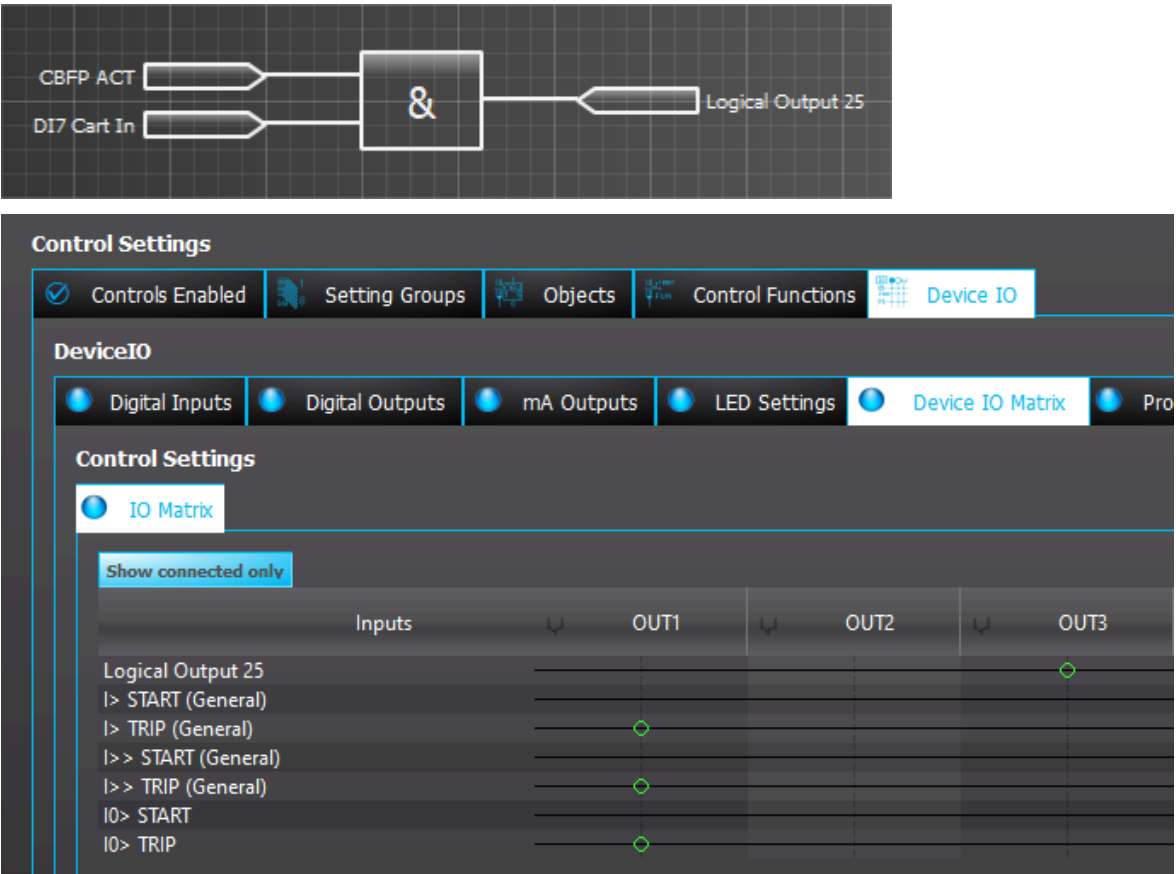 CBFP ACT
&
DI7 Cart In
Logical Output 25
Control Settings
Controls Enabled Setting Groups Objects Control Functions Device IO
DeviceIO
Digital Inputs Digital Outputs mA Outputs LED Settings Device IO Matrix Pro
Control Settings
IO Matrix
Show connected only
Inputs OUT1 OUT2 OUT3
Logical Output 25
I> START (General)
I> TRIP (General)
I>> START (General)
I>> TRIP (General)
I0> START
I0> TRIP